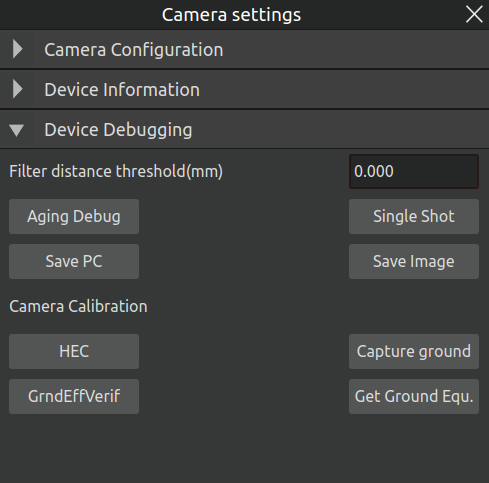 Camera settings
Camera Configuration
Device Information
Device Debugging
Filter distance threshold(mm) 0.000
Aging Debug Single Shot
Save PC Save Image
Camera Calibration
HEC Capture ground
GrndEffVerif Get Ground Equ.